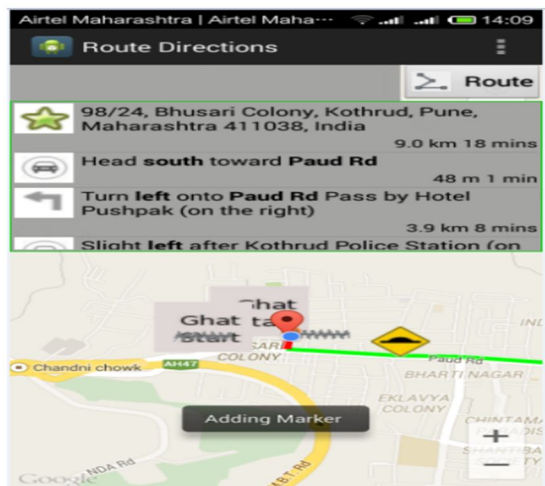 Airtel Maharashtra | Airtel Maha··· 14:09
Route Directions
Route
98/24, Bhusari Colony, Kothrud, Pune,
Maharashtra 411038, India
9.0 km 18 mins
Head south toward Paud Rd
48 m 1 min
Turn left onto Paud Rd Pass by Hotel
Pushpak (on the right)
3.9 km 8 mins
Slight left after Kothrud Police Station (on
Ghat
Ghat
Start
COLONY
Paud Rd
Chandni chowk
AH47
BHARTI NAGAR
EKLAVYA
COLONY
Adding Marker
+
−
Google
NDA Rd